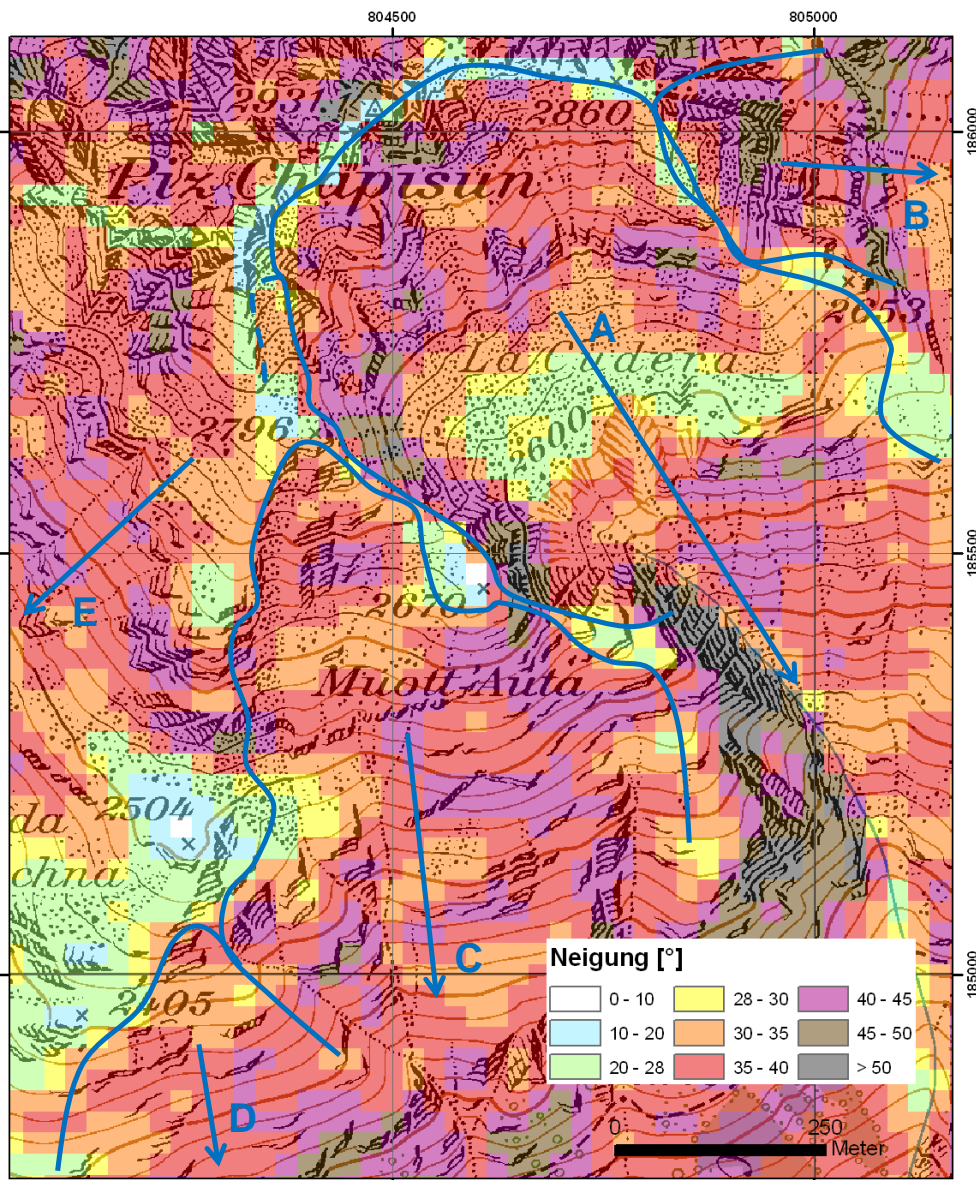 804500
805000
2860
186000
Piz Chapisun
B
2653
A
La Cudera
2796
2600
185500
E
2670
Muott Auta
2504
da
chna
C
Neigung [°]
0 - 10
28 - 30
40 - 45
10 - 20
30 - 35
45 - 50
20 - 28
35 - 40
> 50
185000
2405
D
0
250
Meter